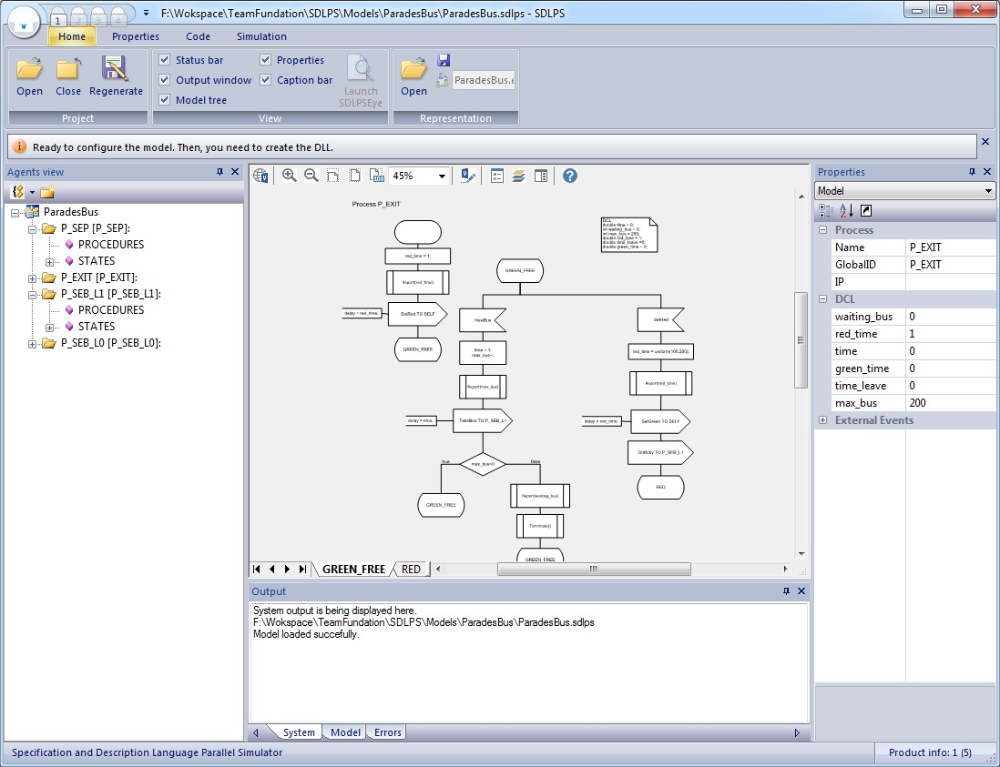 F:\Wokspace\TeamFundation\SDLPS\Models\ParadesBus\ParadesBus.sdlps - SDLPS
1 2 3 4
Home Properties Code Simulation
Open Close Regenerate
Project
Status bar Properties
Output window Caption bar
Model tree
Launch SDLPSEye
View
Open ParadesBus.
Representation
Ready to configure the model. Then, you need to create the DLL.
Agents view
ParadesBus
P_SEP [P_SEP]:
PROCEDURES
STATES
P_EXIT [P_EXIT]:
P_SEB_L1 [P_SEB_L1]:
PROCEDURES
STATES
P_SEB_L0 [P_SEB_L0]:
100
45%
Process P_EXIT
red_time = 1;
Report(red_time)
delay = red_time;
SetRed TO SELF
GREEN_FREE
DCL
double time = 0;
int waiting_bus = 0;
int max_bus = 200;
double red_time = 1;
double time_leave =0;
double green_time = 0;
GREEN_FREE
NewBus
time = 1;
max_bus--;
Report(max_bus)
delay = time;
TakeBus TO P_SEB_L1
max_bus=0
true
false
GREEN_FREE
Report(waiting_bus)
Terminate()
GREEN_FREE
SetRed
red_time = uniform(100,200);
Report(red_time)
delay = red_time;
SetGreen TO SELF
OnBusy TO P_SEB_L1
RED
GREEN_FREE RED
Output
System output is being displayed here.
F:\Wokspace\TeamFundation\SDLPS\Models\ParadesBus\ParadesBus.sdlps
Model loaded succefully.
System Model Errors
Properties
Model
Process
Name P_EXIT
GlobalID P_EXIT
IP
DCL
waiting_bus 0
red_time 1
time 0
green_time 0
time_leave 0
max_bus 200
External Events
Specification and Description Language Parallel Simulator
Product info: 1 (5)